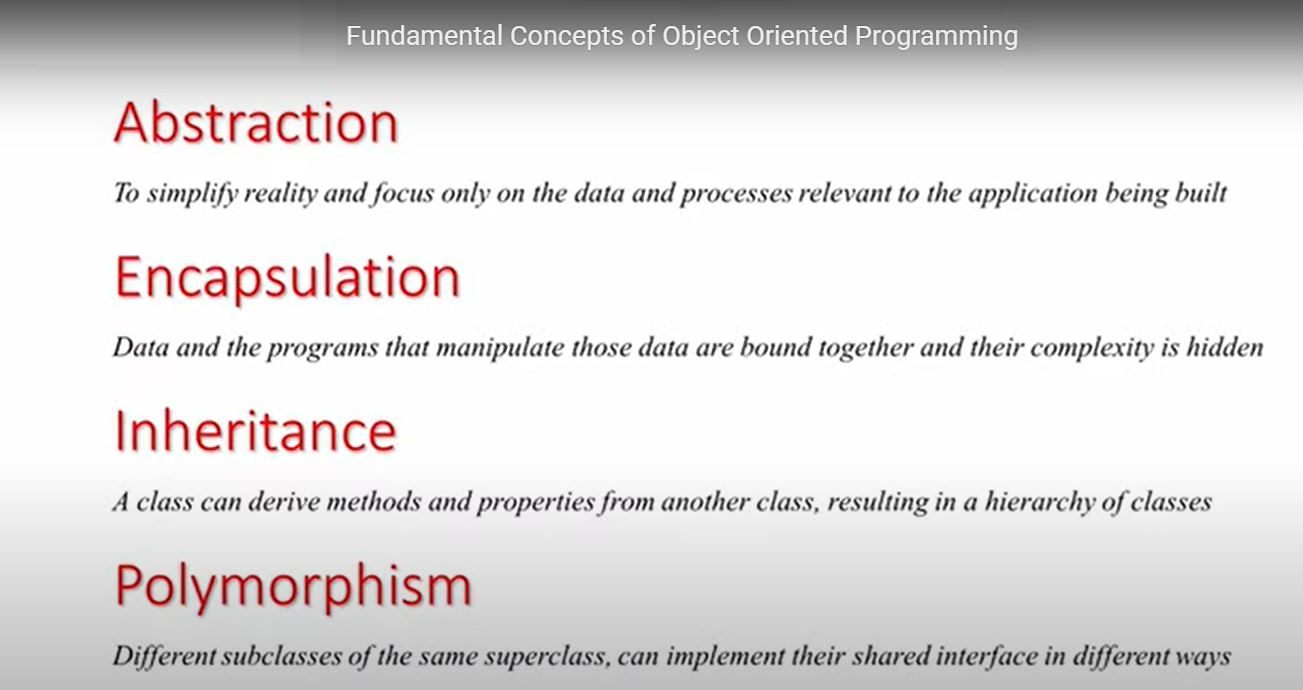 Fundamental Concepts of Object Oriented Programming
Abstraction
To simplify reality and focus only on the data and processes relevant to the application being built
Encapsulation
Data and the programs that manipulate those data are bound together and their complexity is hidden
Inheritance
A class can derive methods and properties from another class, resulting in a hierarchy of classes
Polymorphism
Different subclasses of the same superclass, can implement their shared interface in different ways